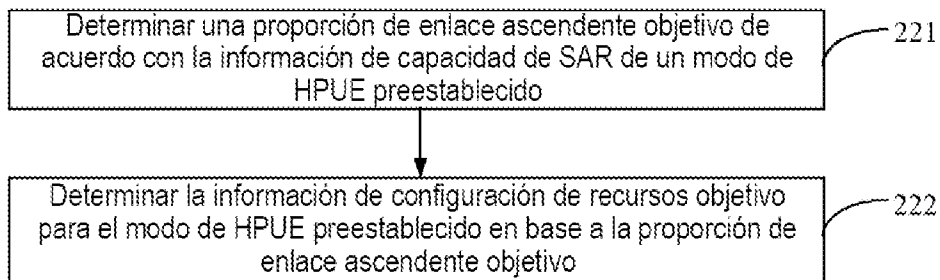 Determinar una proporción de enlace ascendente objetivo de
acuerdo con la información de capacidad de SAR de un modo de
HPUE preestablecido
221
Determinar la información de configuración de recursos objetivo
para el modo de HPUE preestablecido en base a la proporción de
enlace ascendente objetivo
222